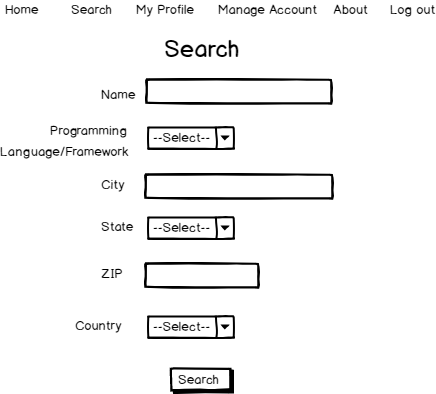 Home Search My Profile Manage Account About Log out
Search
Name
Programming --Select--
Language/Framework
City
State --Select--
ZIP
Country --Select--
Search